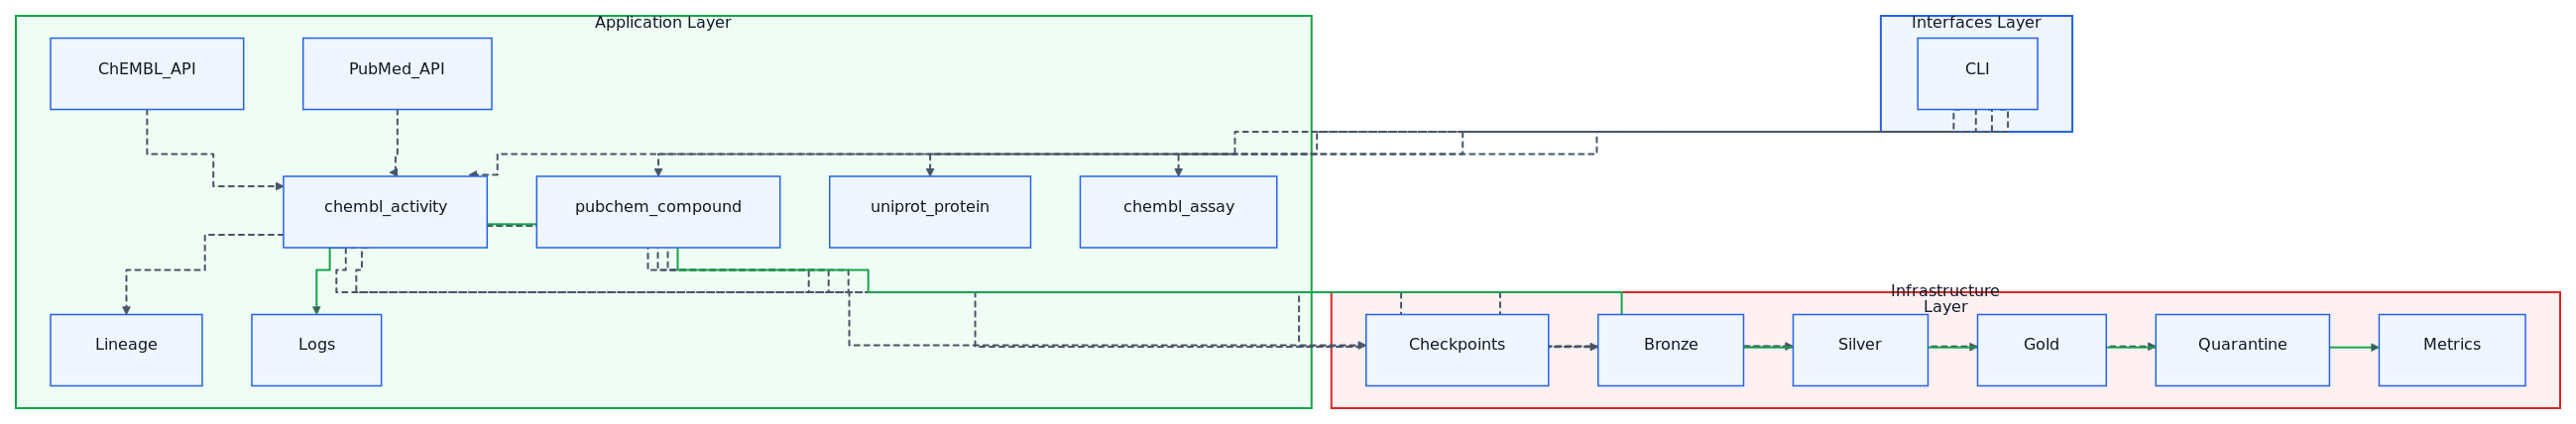 Application Layer
Interfaces Layer
ChEMBL_API
PubMed_API
CLI
chembl_activity
pubchem_compound
uniprot_protein
chembl_assay
Infrastructure
Layer
Lineage
Logs
Checkpoints
Bronze
Silver
Gold
Quarantine
Metrics